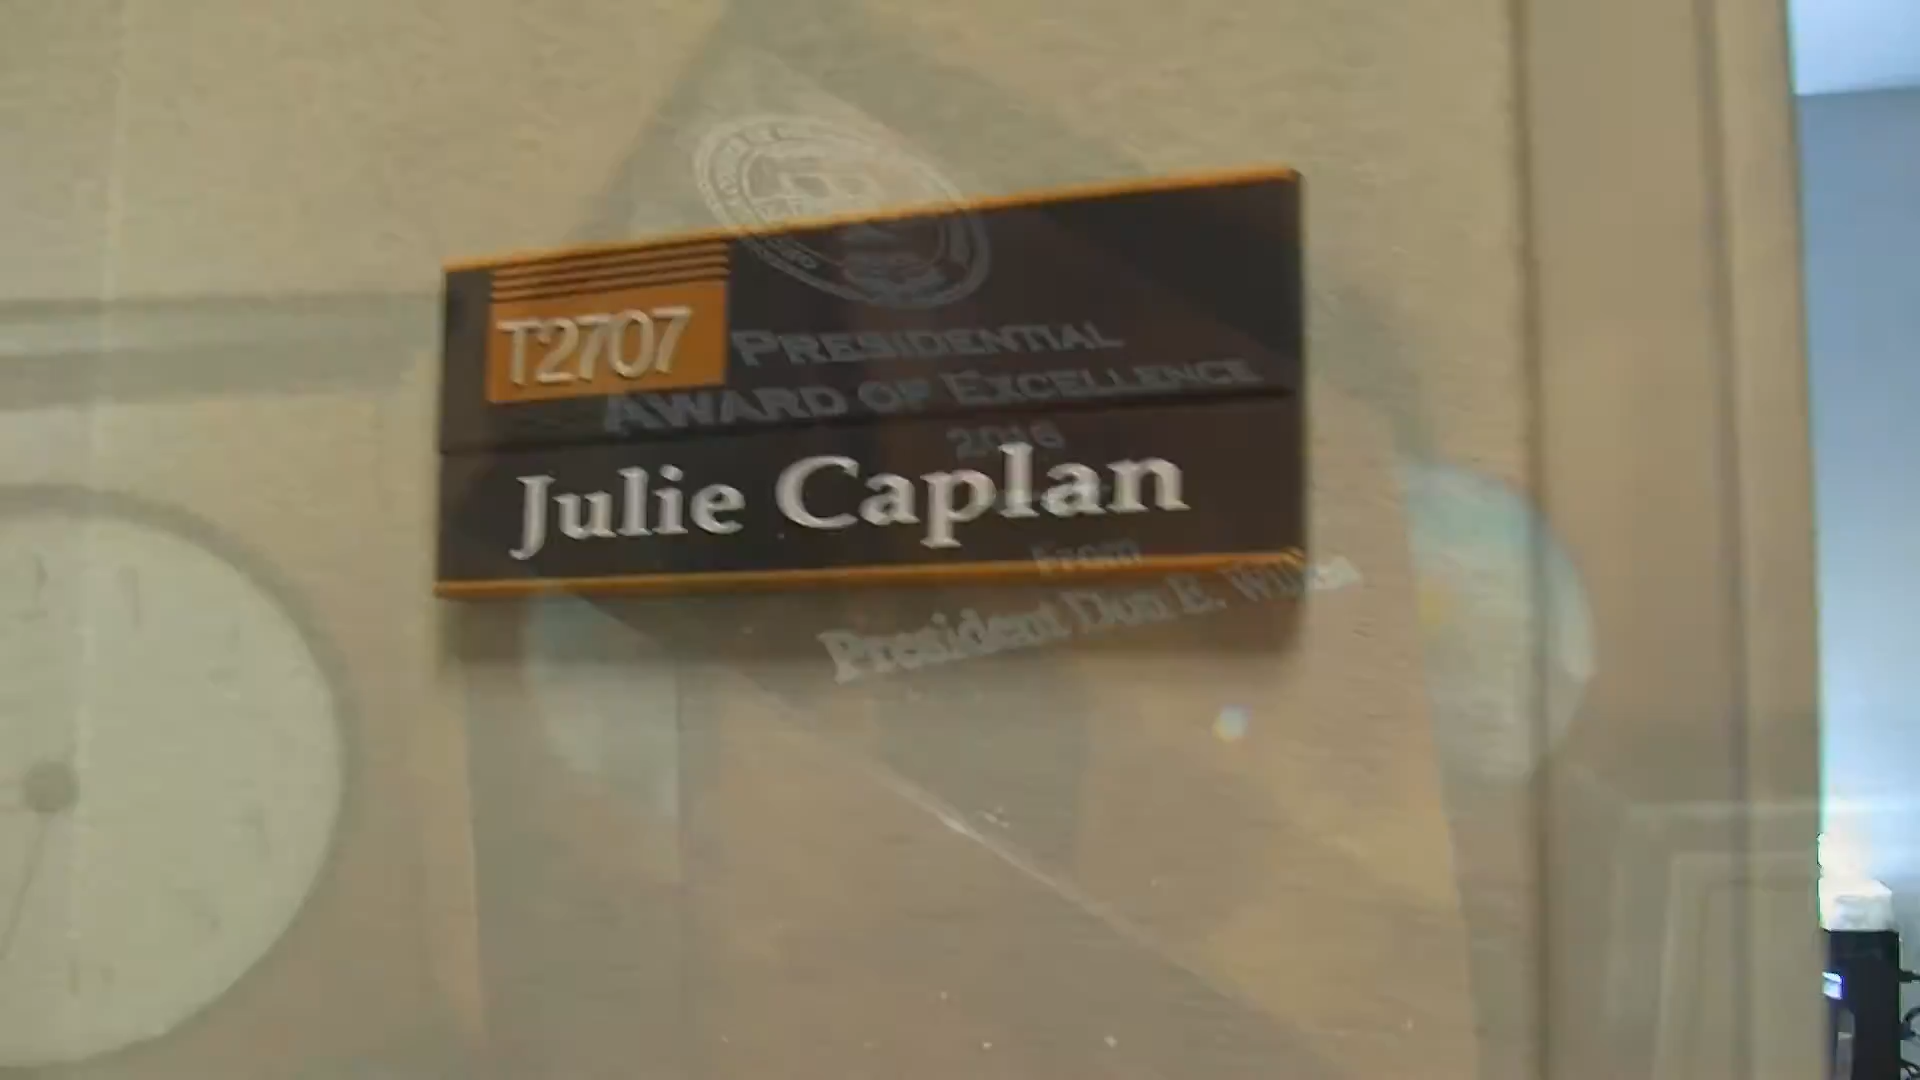 T2707
Julie Caplan
PRESIDENTIAL
AWARD OF EXCELLENCE
2016
From
President Don E.